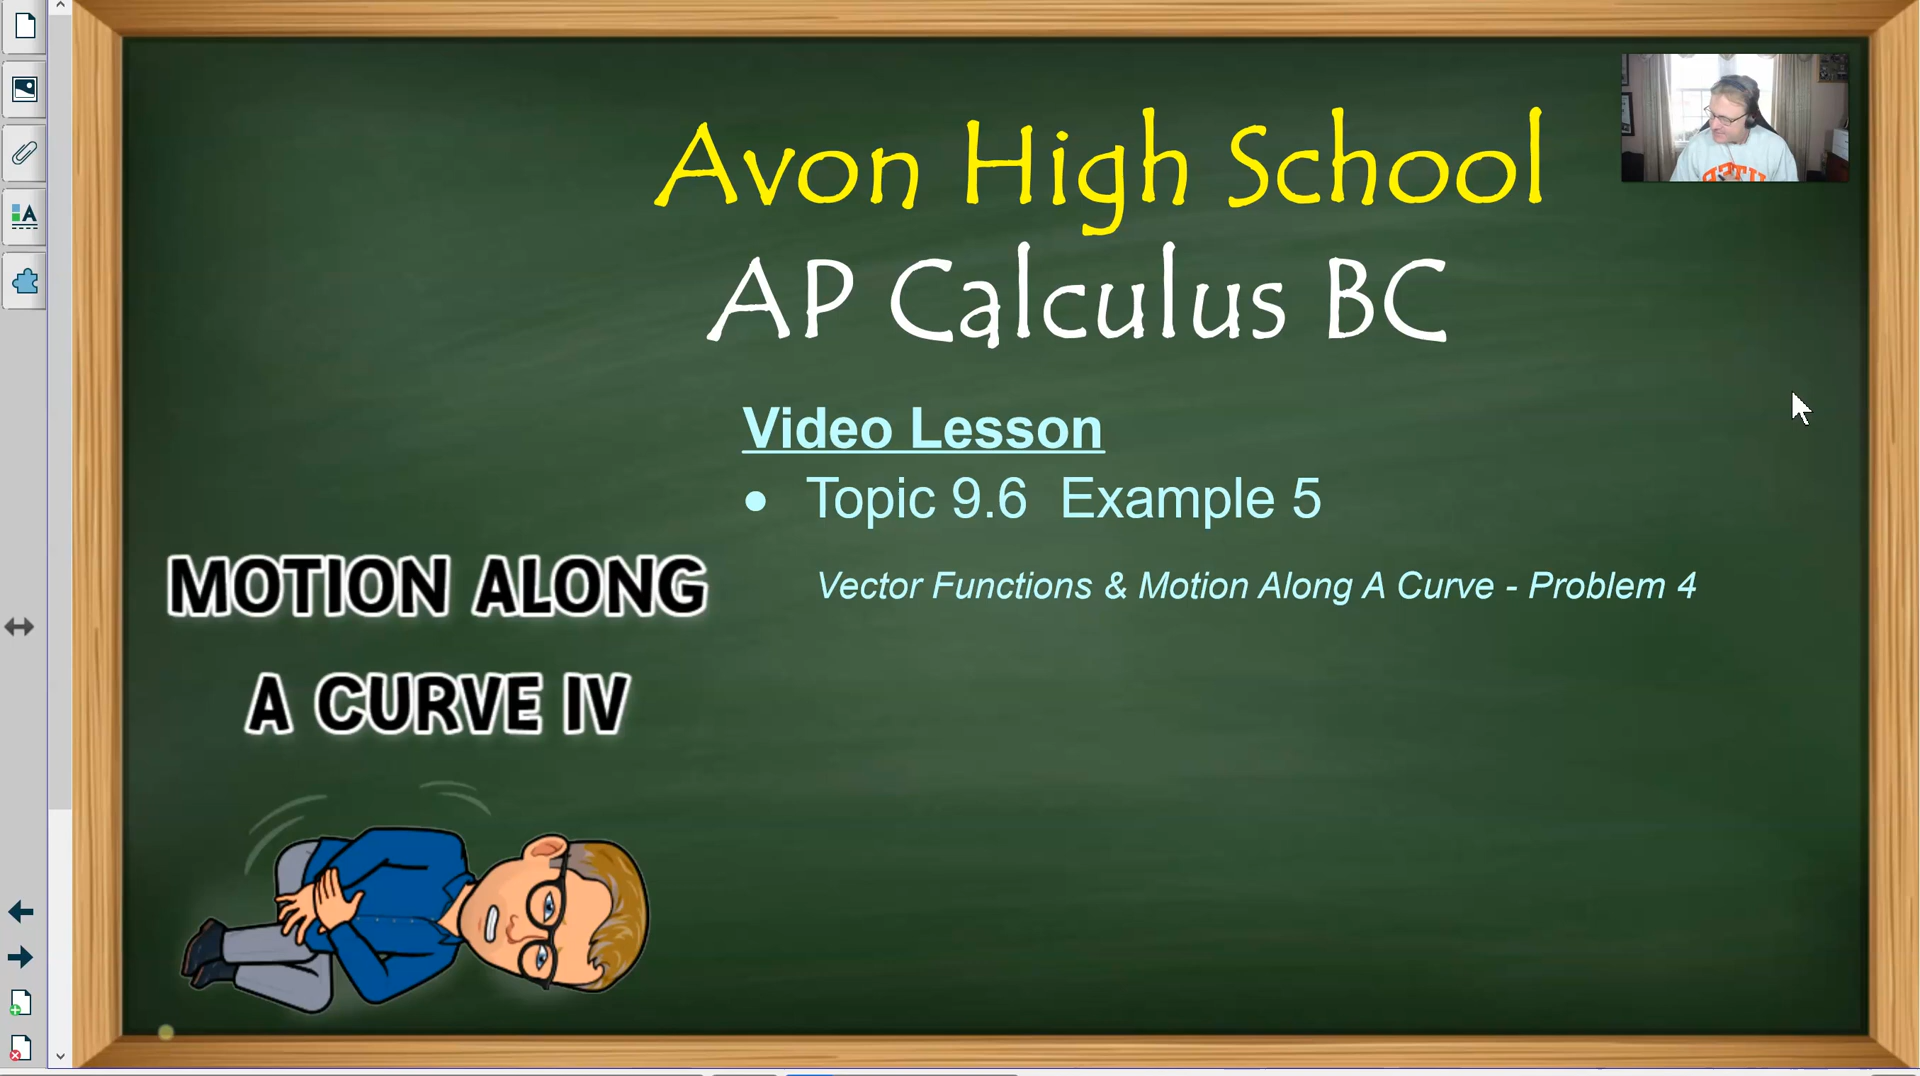 Avon High School
AP Calculus BC
Video Lesson
• Topic 9.6 Example 5
Vector Functions & Motion Along A Curve - Problem 4
MOTION ALONG
A CURVE IV